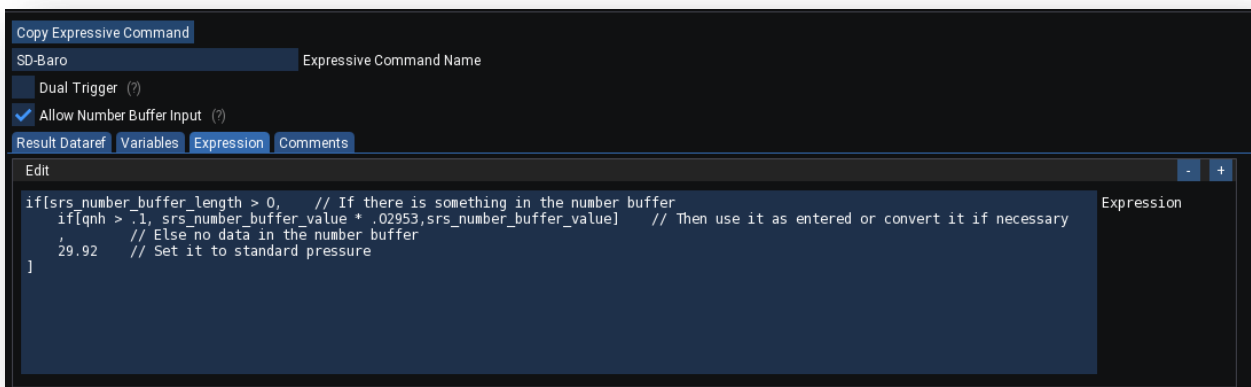 Copy Expressive Command
SD-Baro Expressive Command Name
Dual Trigger (?)
Allow Number Buffer Input (?)
Result Dataref Variables Expression Comments
Edit - +
if[srs_number_buffer_length > 0,    // If there is something in the number buffer Expression
    if[qnh > .1, srs_number_buffer_value * .02953,srs_number_buffer_value]    // Then use it as entered or convert it if necessary
    ,        // Else no data in the number buffer
    29.92    // Set it to standard pressure
]